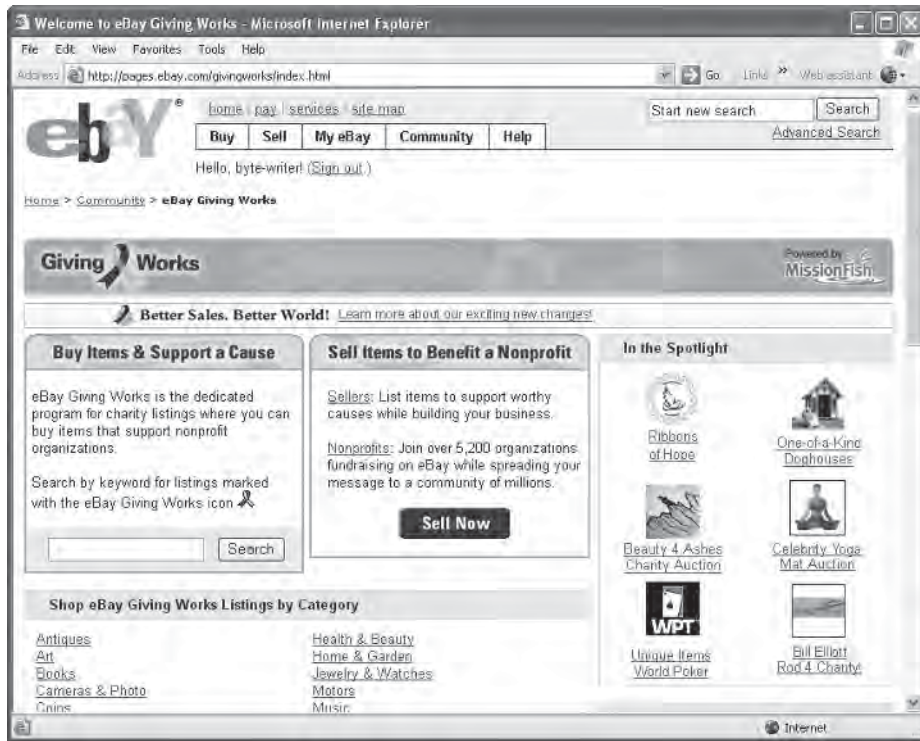 Welcome to eBay Giving Works - Microsoft Internet Explorer
File Edit View Favorites Tools Help
Address http://pages.ebay.com/givingworks/index.html Go Links » Web assistant
ebY®
home | pay | services | site map
Start new search Search
Buy Sell My eBay Community Help
Advanced Search
Hello, byte-writer! (Sign out.)
Home > Community > eBay Giving Works
Giving Works
Powered by
MissionFish
Better Sales. Better World! Learn more about our exciting new changes!
Buy Items & Support a Cause
eBay Giving Works is the dedicated
program for charity listings where you can
buy items that support nonprofit
organizations.
Search by keyword for listings marked
with the eBay Giving Works icon
Search
Sell Items to Benefit a Nonprofit
Sellers: List items to support worthy
causes while building your business.
Nonprofits: Join over 5,200 organizations
fundraising on eBay while spreading your
message to a community of millions.
Sell Now
In the Spotlight
Ribbons
of Hope
One-of-a-Kind
Doghouses
Beauty 4 Ashes
Charity Auction
Celebrity Yoga
Mat Auction
WPT
Unique Items
World Poker
Bill Elliott
Rod 4 Charity!
Shop eBay Giving Works Listings by Category
Antiques
Art
Books
Cameras & Photo
Coins
Health & Beauty
Home & Garden
Jewelry & Watches
Motors
Music
Internet